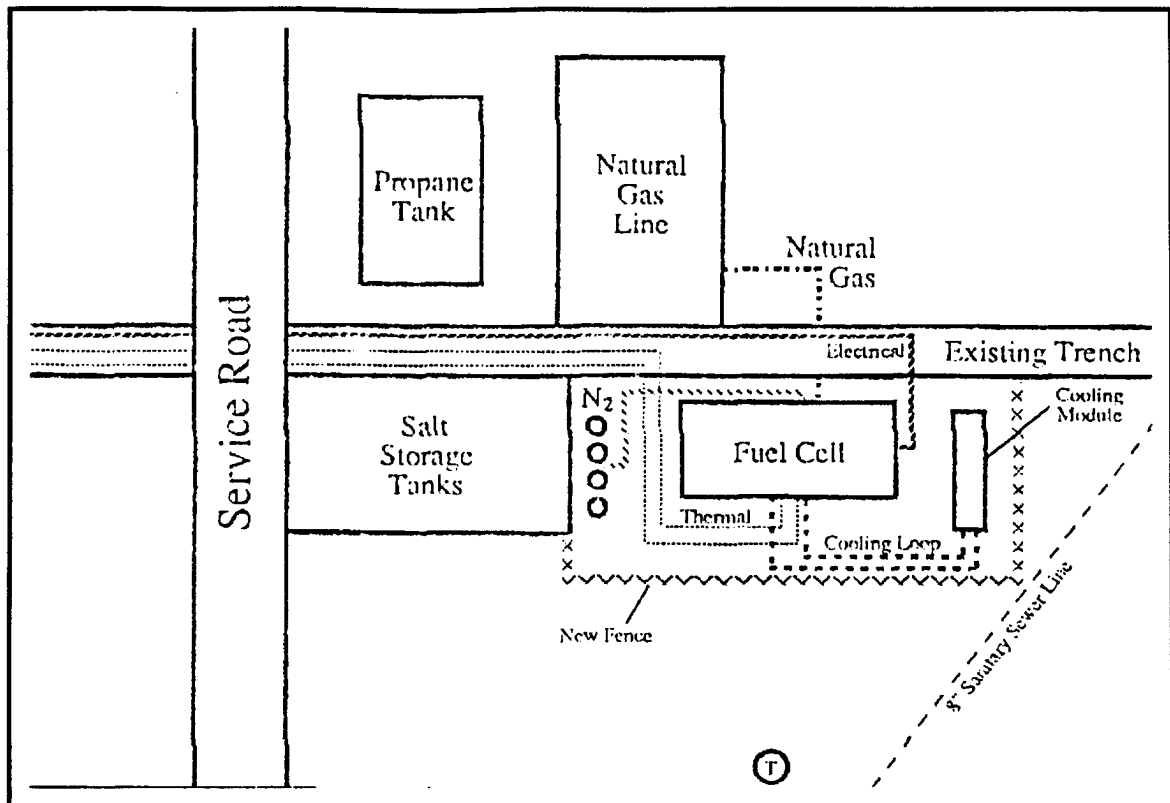 Propane
Tank
Natural
Gas
Line
Natural
Gas
Service Road
Electrical
Existing Trench
N2
Cooling
Module
Salt
Storage
Tanks
Fuel Cell
Thermal
Cooling Loop
New Fence
8" Sanitary Sewer Line
T